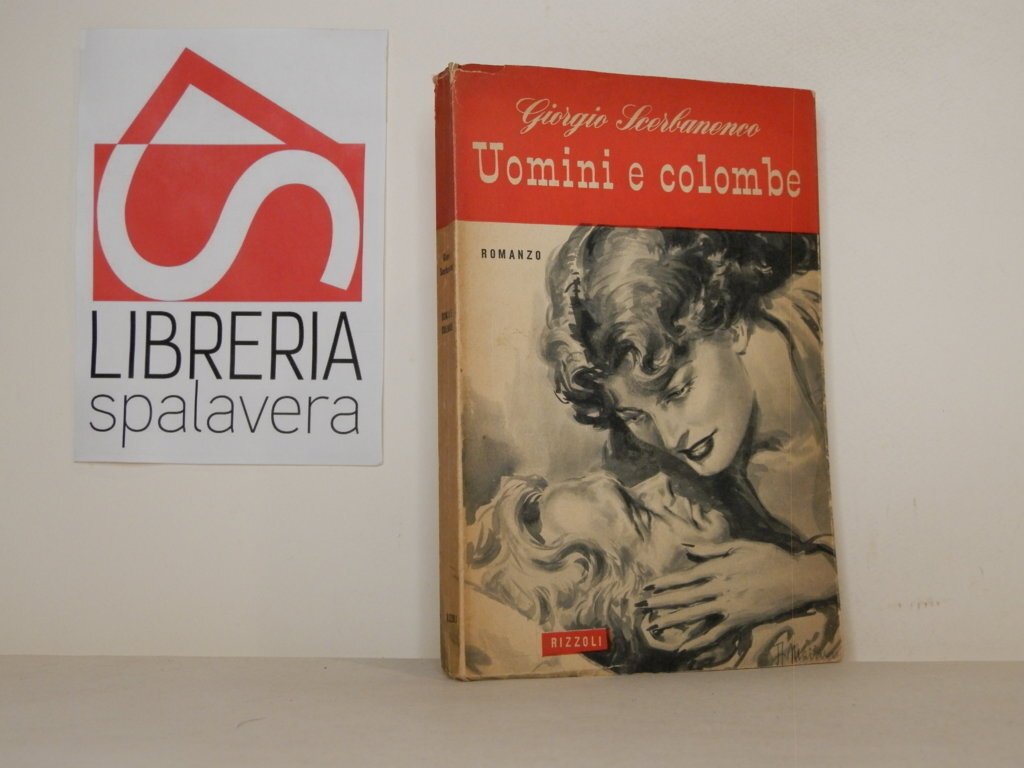 LIBRERIA
spalavera
Giorgio Scerbanenco
Uomini e colombe
ROMANZO
RIZZOLI